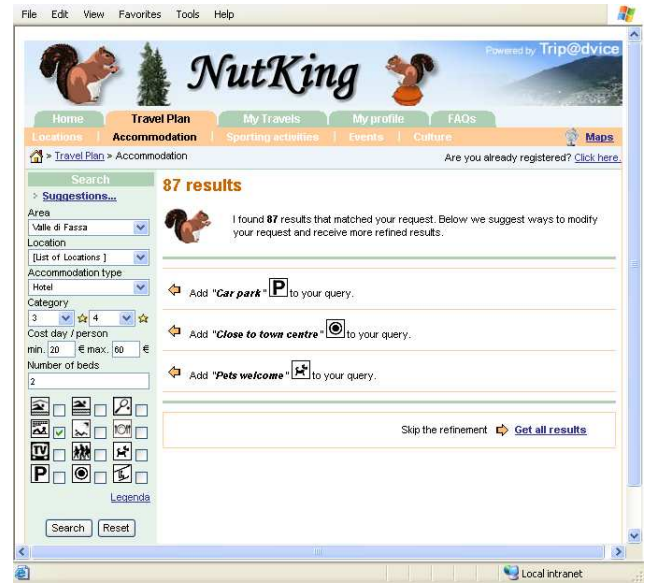 File Edit View Favorites Tools Help
NutKing
Powered by Trip@dvice
Home Travel Plan My Travels My profile FAQs
Locations | Accommodation | Sporting activities | Events | Culture Maps
> Travel Plan > Accommodation Are you already registered? Click here.
Search
> Suggestions...
Area
Valle di Fassa
Location
[List of Locations ]
Accommodation type
Hotel
Category
3 4
Cost day / person
min. 20 € max. 60 €
Number of beds
2
TV
P
Legenda
Search Reset
87 results
I found 87 results that matched your request. Below we suggest ways to modify
your request and receive more refined results.
Add "Car park" P to your query.
Add "Close to town centre" to your query.
Add "Pets welcome" to your query.
Skip the refinement Get all results
Local intranet